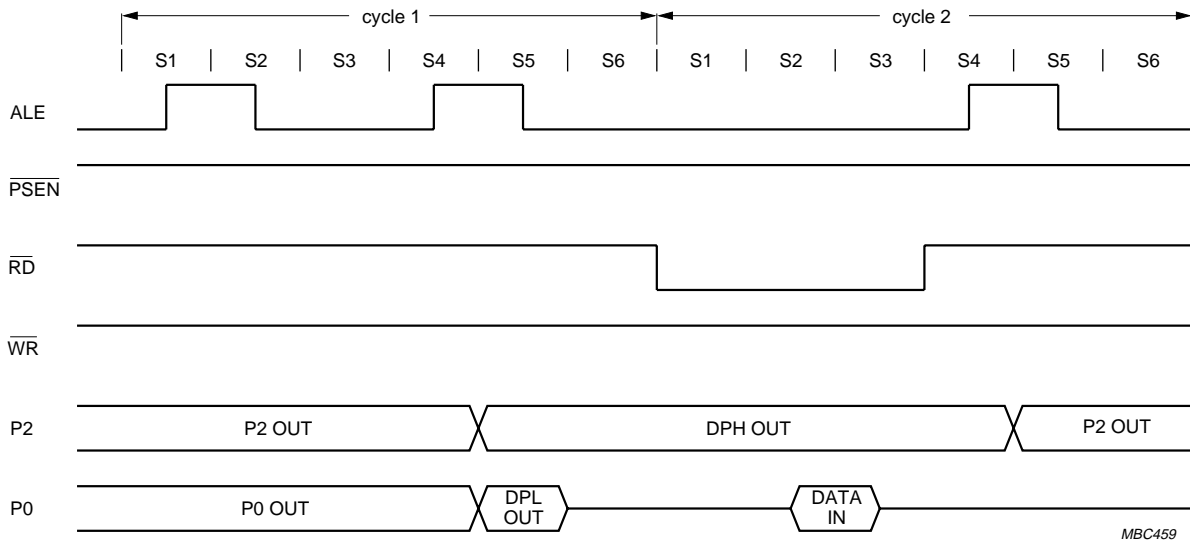 cycle 1 cycle 2
S1 S2 S3 S4 S5 S6 S1 S2 S3 S4 S5 S6
ALE
PSEN
RD
WR
P2 P2 OUT DPH OUT P2 OUT
P0 P0 OUT DPL OUT DATA IN
MBC459